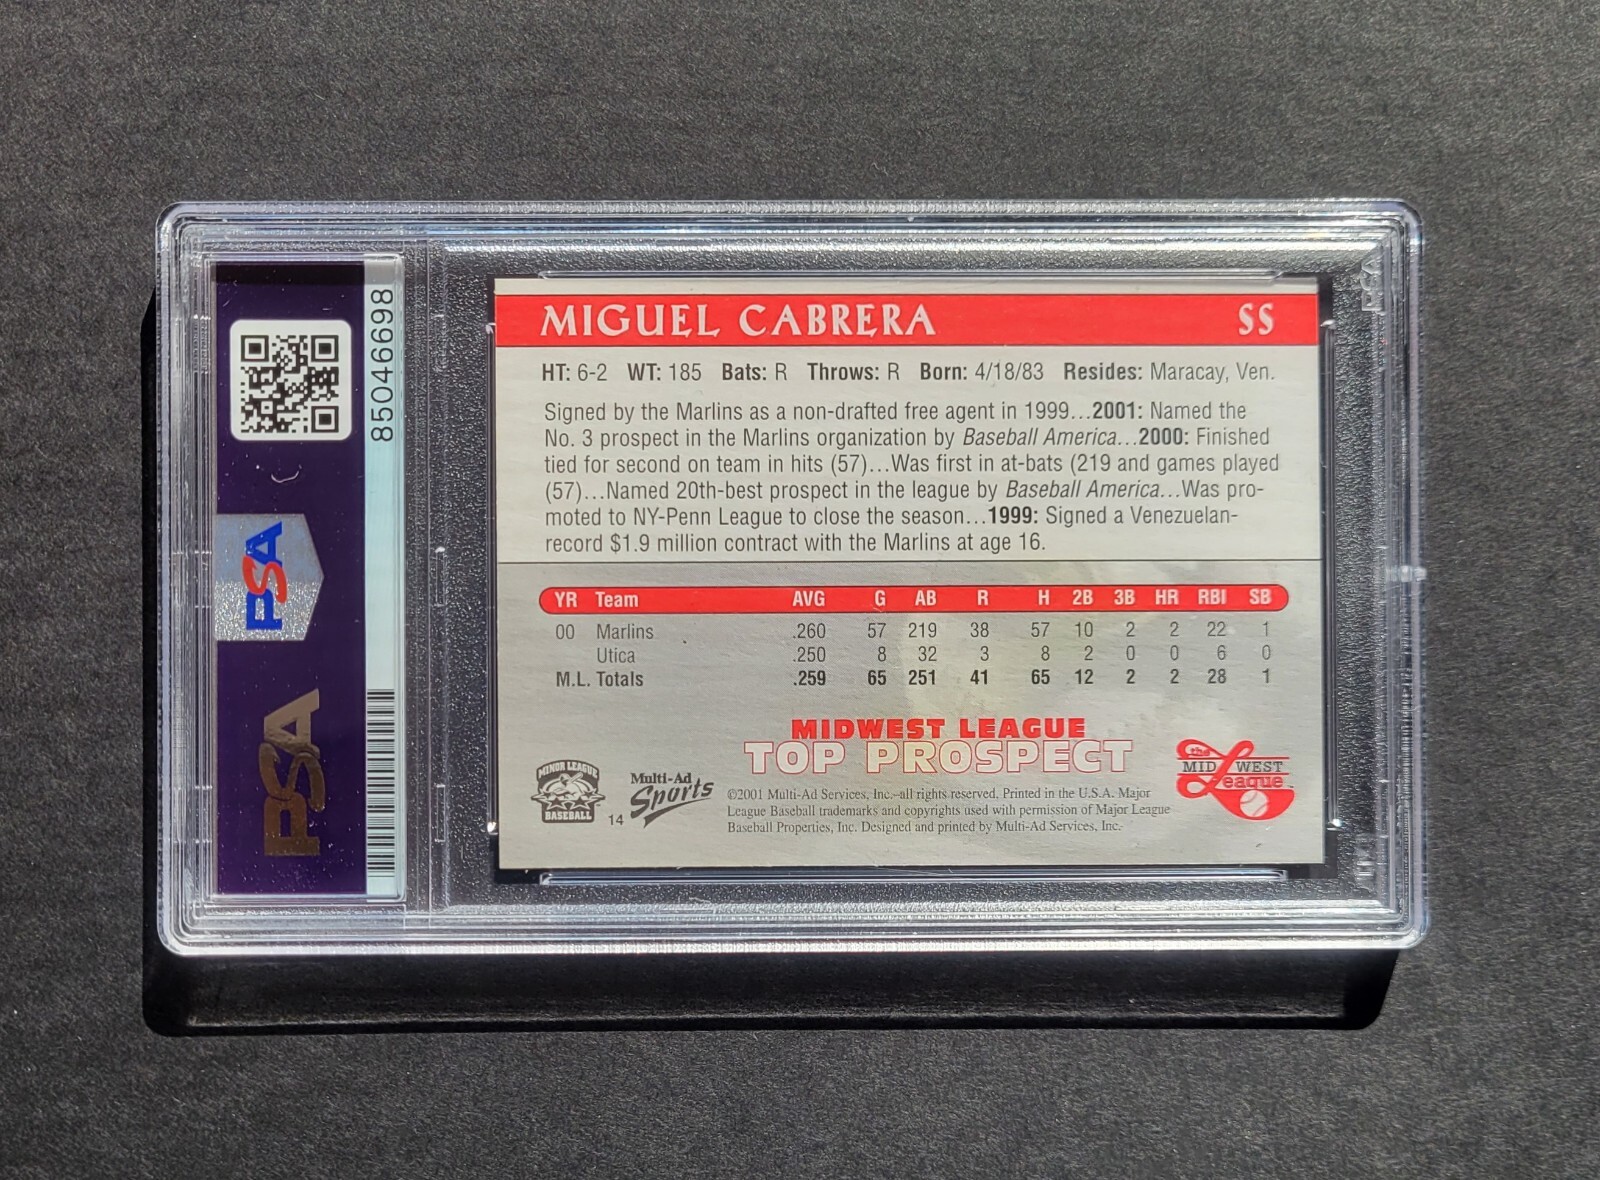 85046698
PSA
PSA
MIGUEL CABRERA SS
HT: 6-2 WT: 185 Bats: R Throws: R Born: 4/18/83 Resides: Maracay, Ven.
Signed by the Marlins as a non-drafted free agent in 1999...2001: Named the
No. 3 prospect in the Marlins organization by Baseball America...2000: Finished
tied for second on team in hits (57)...Was first in at-bats (219 and games played
(57)...Named 20th-best prospect in the league by Baseball America...Was pro-
moted to NY-Penn League to close the season...1999: Signed a Venezuelan-
record $1.9 million contract with the Marlins at age 16.
YR Team AVG G AB R H 2B 3B HR RBI SB
00 Marlins .260 57 219 38 57 10 2 2 22 1
Utica .250 8 32 3 8 2 0 0 6 0
M.L. Totals .259 65 251 41 65 12 2 2 28 1
MIDWEST LEAGUE
TOP PROSPECT
MINOR LEAGUE
BASEBALL
14
Multi-Ad
Sports
©2001 Multi-Ad Services, Inc.-all rights reserved. Printed in the U.S.A. Major
League Baseball trademarks and copyrights used with permission of Major League
Baseball Properties, Inc. Designed and printed by Multi-Ad Services, Inc.
the
MIDWEST
League